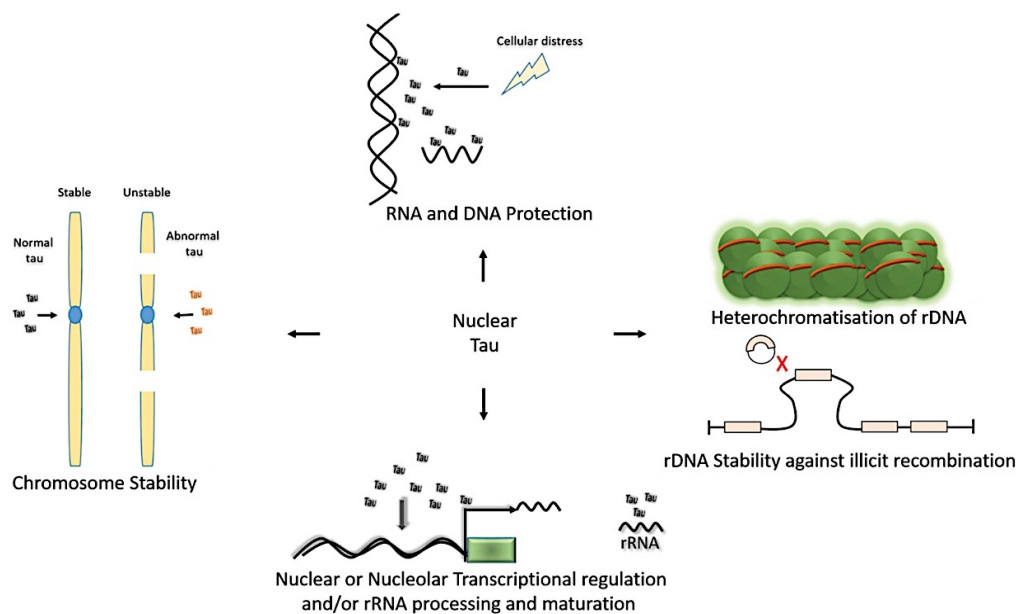 Cellular distress
Tau
Tau
Tau
Tau
Tau
Tau
Tau
Tau
Tau
RNA and DNA Protection
Stable
Unstable
Normal
tau
Abnormal
tau
Tau
Tau
Tau
Tau
Tau
Tau
Chromosome Stability
Nuclear
Tau
Heterochromatisation of rDNA
X
rDNA Stability against illicit recombination
Tau
Tau
Tau
Tau
Tau
Tau
Tau
Tau
Tau
Tau
Tau
rRNA
Nuclear or Nucleolar Transcriptional regulation
and/or rRNA processing and maturation